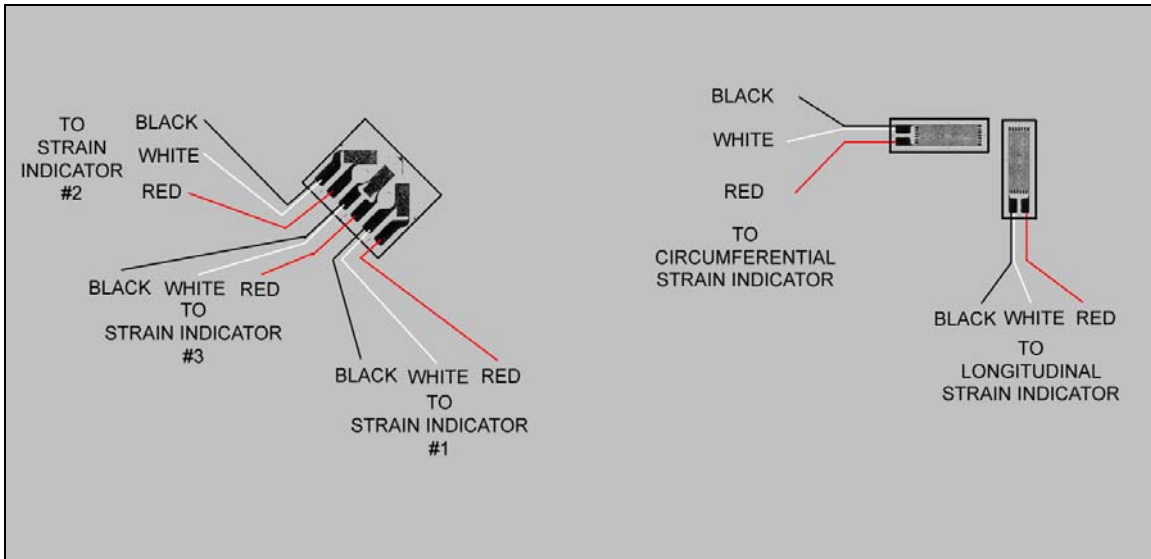 TO
STRAIN
INDICATOR
#2
BLACK
WHITE
RED
BLACK WHITE RED
TO
STRAIN INDICATOR
#3
BLACK WHITE RED
TO
STRAIN INDICATOR
#1
BLACK
WHITE
RED
TO
CIRCUMFERENTIAL
STRAIN INDICATOR
BLACK WHITE RED
TO
LONGITUDINAL
STRAIN INDICATOR